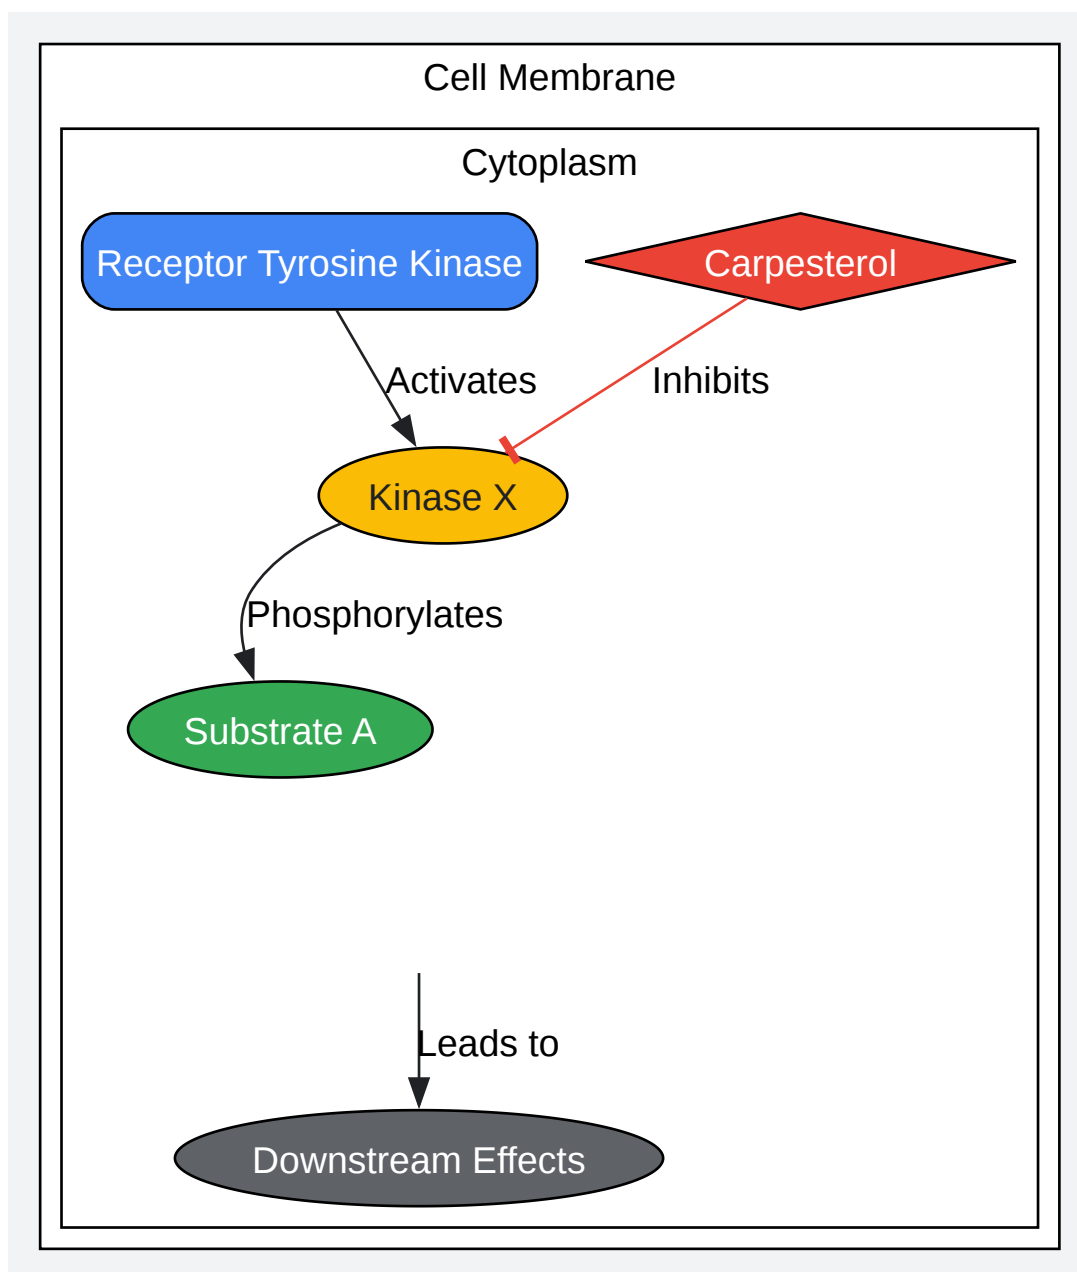 Cell Membrane
Cytoplasm
Receptor Tyrosine Kinase
Carpesterol
Activates
Inhibits
Kinase X
Phosphorylates
Substrate A
Leads to
Downstream Effects